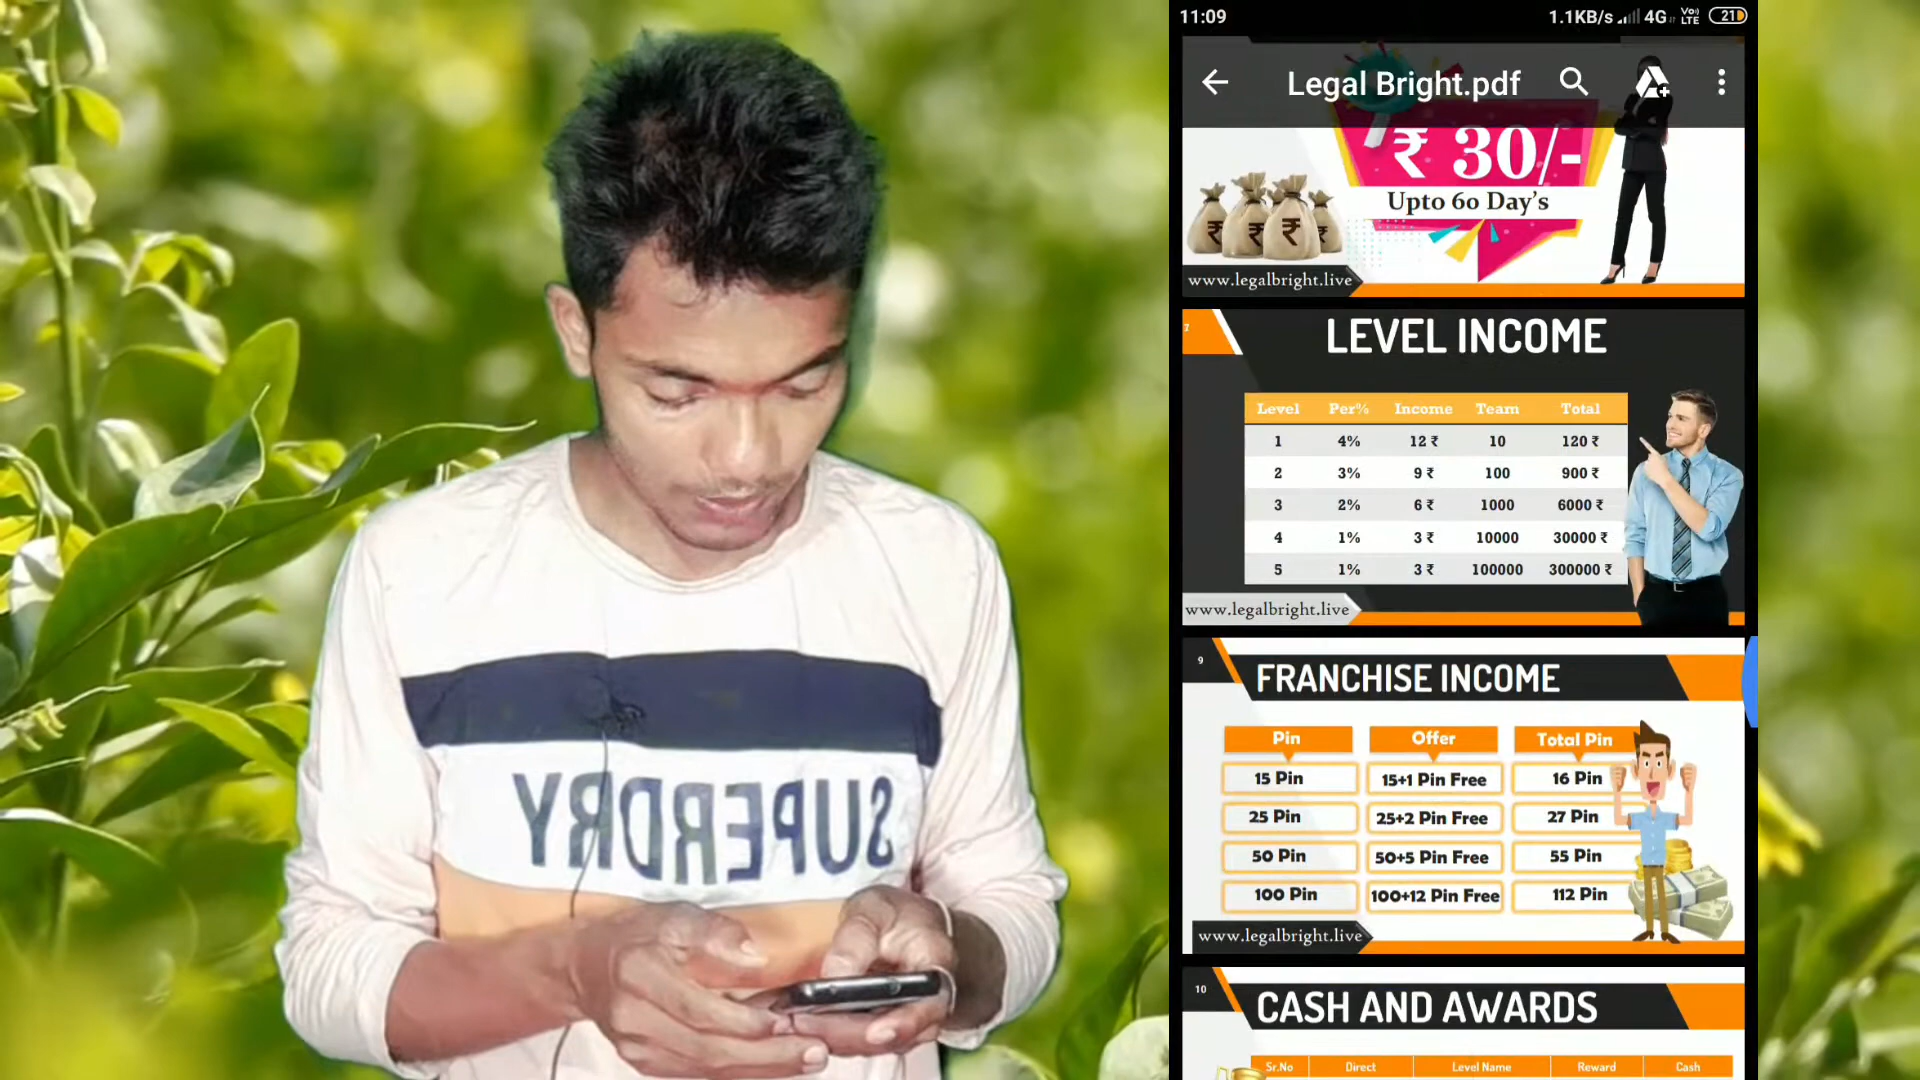 SUPERDRY
11:09
1.1KB/s 4G Vo) LTE 21
Legal Bright.pdf
₹ 30/-
Upto 60 Day's
www.legalbright.live
7
LEVEL INCOME
Level Per% Income Team Total
1 4% 12 ₹ 10 120 ₹
2 3% 9 ₹ 100 900 ₹
3 2% 6 ₹ 1000 6000 ₹
4 1% 3 ₹ 10000 30000 ₹
5 1% 3 ₹ 100000 300000 ₹
www.legalbright.live
9
FRANCHISE INCOME
Pin Offer Total Pin
15 Pin 15+1 Pin Free 16 Pin
25 Pin 25+2 Pin Free 27 Pin
50 Pin 50+5 Pin Free 55 Pin
100 Pin 100+12 Pin Free 112 Pin
www.legalbright.live
10
CASH AND AWARDS
Sr.No Direct Level Name Reward Cash